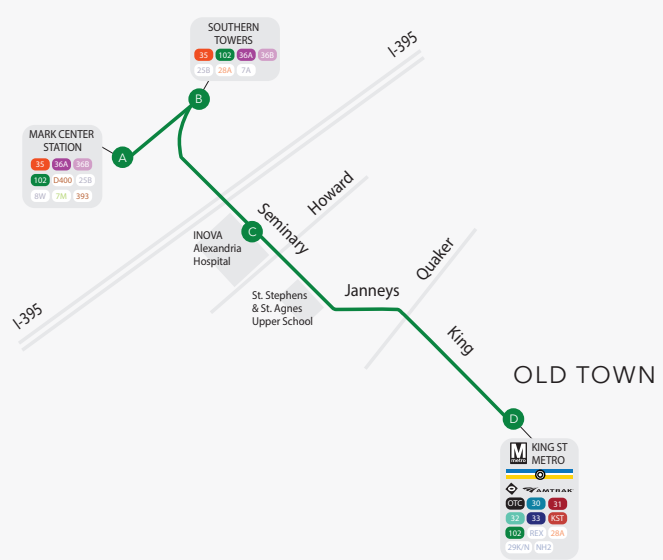 SOUTHERN
TOWERS
35 102 36A 36B
25B 28A 7A
I-395
B
MARK CENTER
STATION
35 36A 36B
102 D400 25B
8W 7M 393
A
Howard
Seminary
C
INOVA
Alexandria
Hospital
Quaker
St. Stephens
& St. Agnes
Upper School
Janneys
I-395
King
OLD TOWN
D
M
metro
KING ST
METRO
AMTRAK
OTC 30 31
32 33 KST
102 REX 28A
29K/N NH2